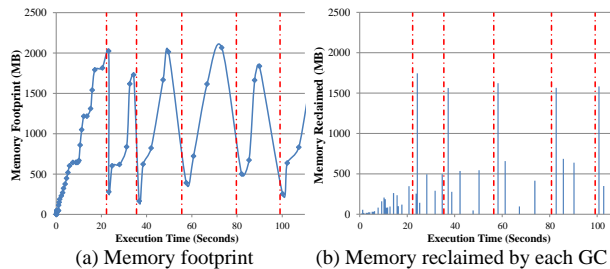 2500
2000
1500
1000
500
0
Memory Footprint (MB)
0 20 40 60 80 100
Execution Time (Seconds)
(a) Memory footprint
2500
2000
1500
1000
500
0
Memory Reclaimed (MB)
0 20 40 60 80 100
Execution Time (Seconds)
(b) Memory reclaimed by each GC